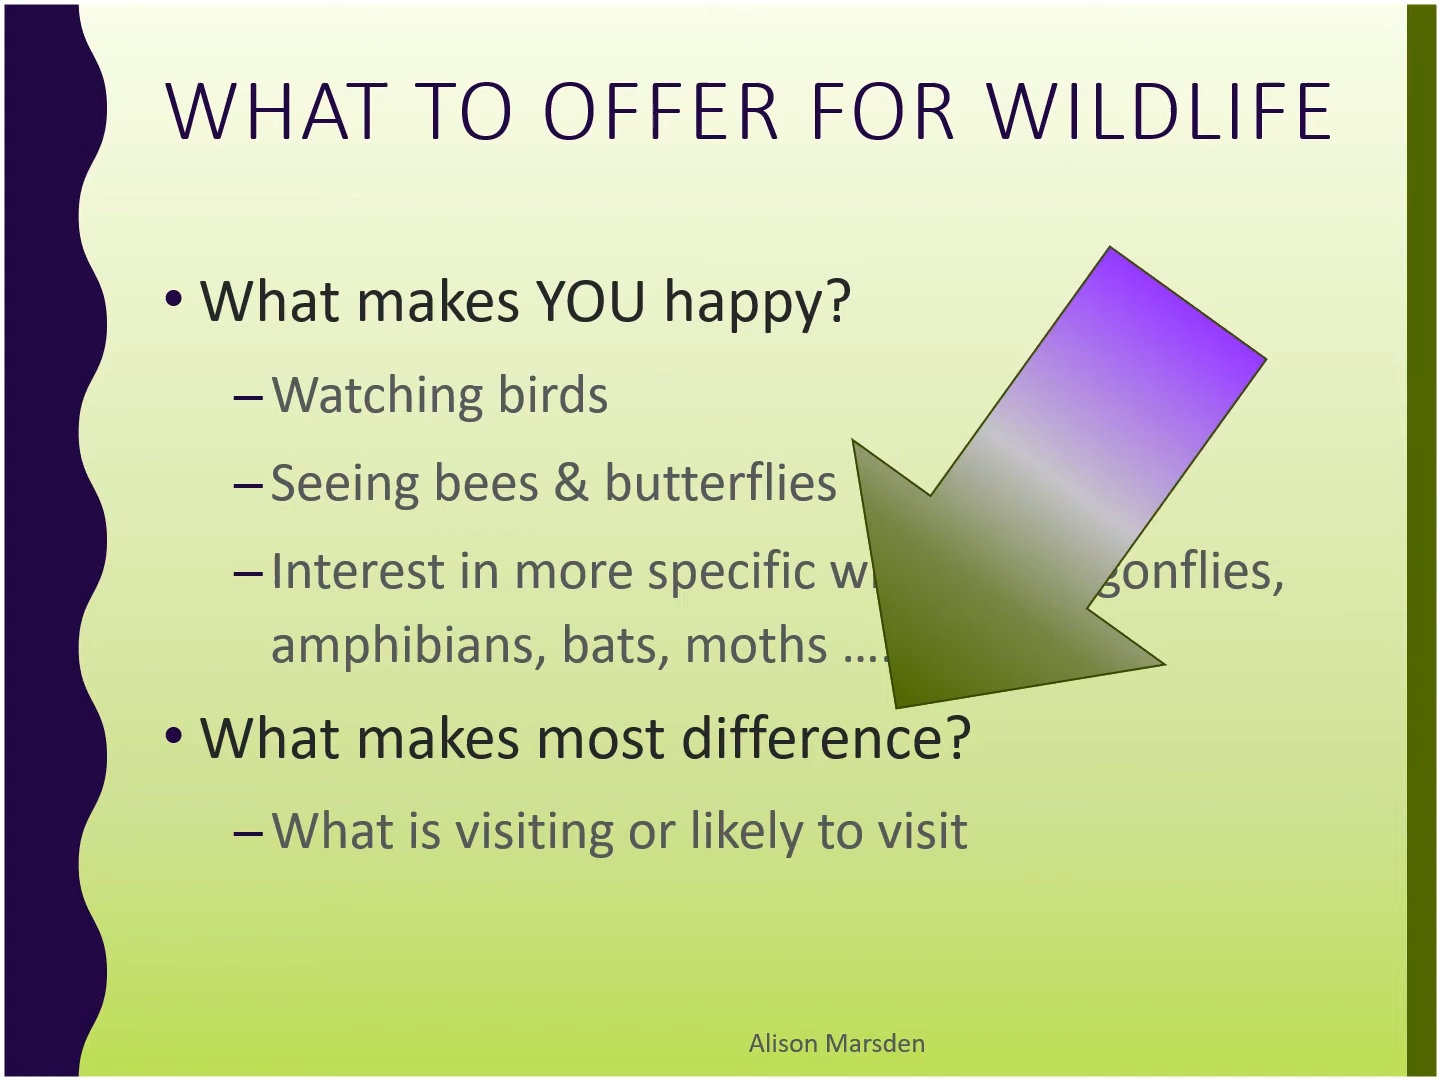 WHAT TO OFFER FOR WILDLIFE
• What makes YOU happy?
– Watching birds
– Seeing bees & butterflies
– Interest in more specific
amphibians, bats, moths ….
• What makes most difference?
– What is visiting or likely to visit
Alison Marsden